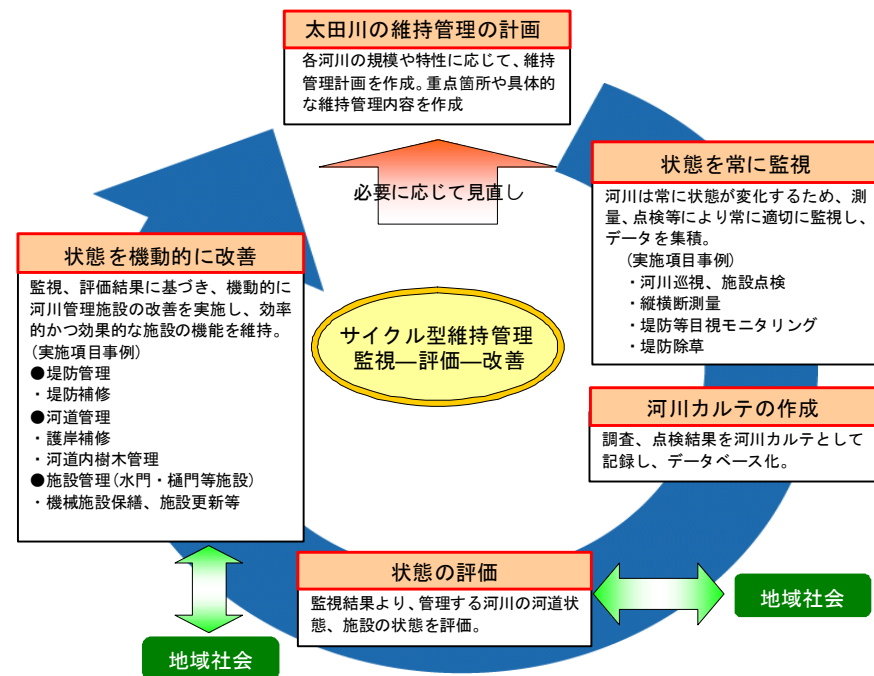 太田川の維持管理の計画
各河川の規模や特性に応じて、維持
管理計画を作成。重点箇所や具体的
な維持管理内容を作成
必要に応じて見直し
状態を常に監視
河川は常に状態が変化するため、測
量、点検等により常に適切に監視し、
データを集積。
(実施項目事例)
・河川巡視、施設点検
・縦横断測量
・堤防等目視モニタリング
・堤防除草
河川カルテの作成
調査、点検結果を河川カルテとして
記録し、データベース化。
状態の評価
監視結果より、管理する河川の河道状
態、施設の状態を評価。
地域社会
状態を機動的に改善
監視、評価結果に基づき、機動的に
河川管理施設の改善を実施し、効率
的かつ効果的な施設の機能を維持。
(実施項目事例)
●堤防管理
・堤防補修
●河道管理
・護岸補修
・河道内樹木管理
●施設管理(水門・樋門等施設)
・機械施設保繕、施設更新等
地域社会
サイクル型維持管理
監視―評価―改善